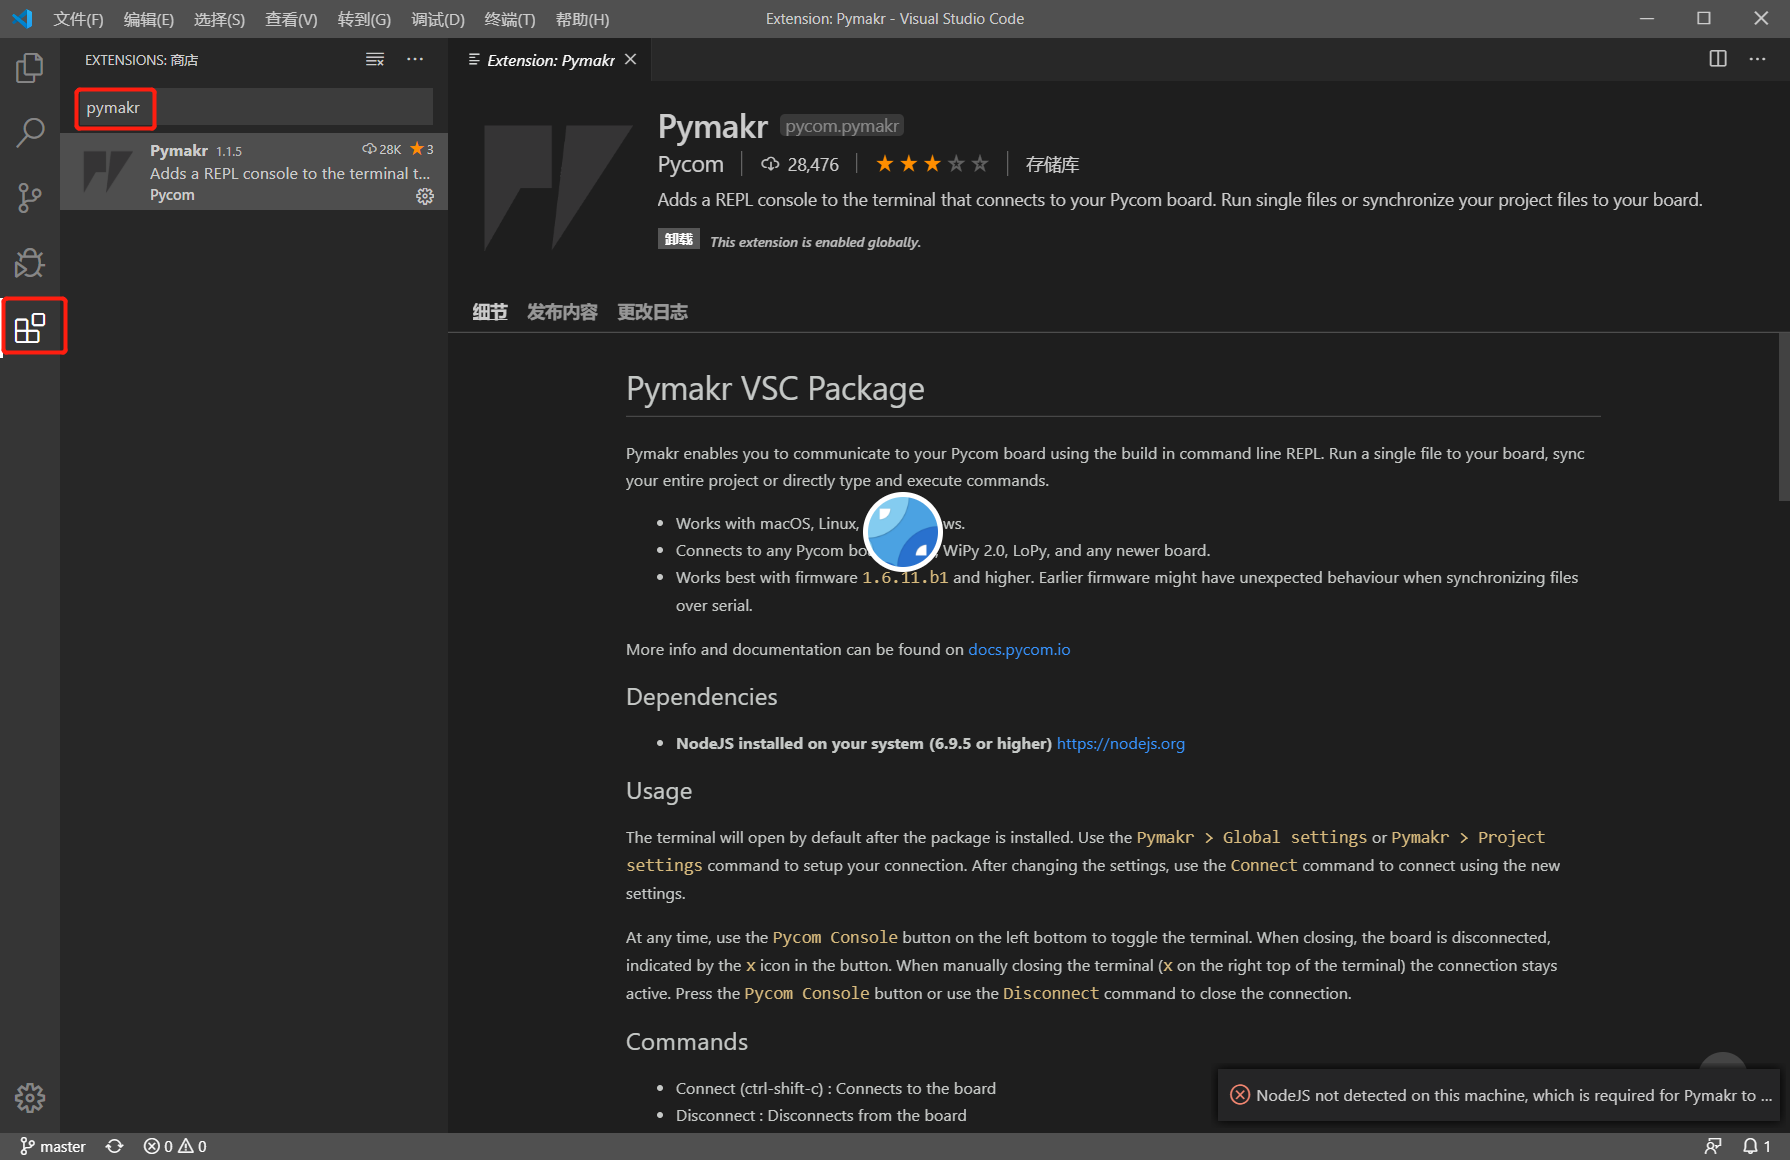 文件(F) 编辑(E) 选择(S) 查看(V) 转到(G) 调试(D) 终端(T) 帮助(H) Extension: Pymakr - Visual Studio Code
EXTENSIONS: 商店
Extension: Pymakr
pymakr
Pymakr 1.1.5 28K 3
Adds a REPL console to the terminal t...
Pycom
Pymakr pycom.pymakr
Pycom 28,476 存储库
Adds a REPL console to the terminal that connects to your Pycom board. Run single files or synchronize your project files to your board.
卸载 This extension is enabled globally.
细节 发布内容 更改日志
Pymakr VSC Package
Pymakr enables you to communicate to your Pycom board using the build in command line REPL. Run a single file to your board, sync
your entire project or directly type and execute commands.
Works with macOS, Linux, ws.
Connects to any Pycom bo , WiPy 2.0, LoPy, and any newer board.
Works best with firmware 1.6.11.b1 and higher. Earlier firmware might have unexpected behaviour when synchronizing files
over serial.
More info and documentation can be found on docs.pycom.io
Dependencies
NodeJS installed on your system (6.9.5 or higher) https://nodejs.org
Usage
The terminal will open by default after the package is installed. Use the Pymakr > Global settings or Pymakr > Project
settings command to setup your connection. After changing the settings, use the Connect command to connect using the new
settings.
At any time, use the Pycom Console button on the left bottom to toggle the terminal. When closing, the board is disconnected,
indicated by the x icon in the button. When manually closing the terminal (x on the right top of the terminal) the connection stays
active. Press the Pycom Console button or use the Disconnect command to close the connection.
Commands
Connect (ctrl-shift-c) : Connects to the board
Disconnect : Disconnects from the board
NodeJS not detected on this machine, which is required for Pymakr to ...
master 0 0 1